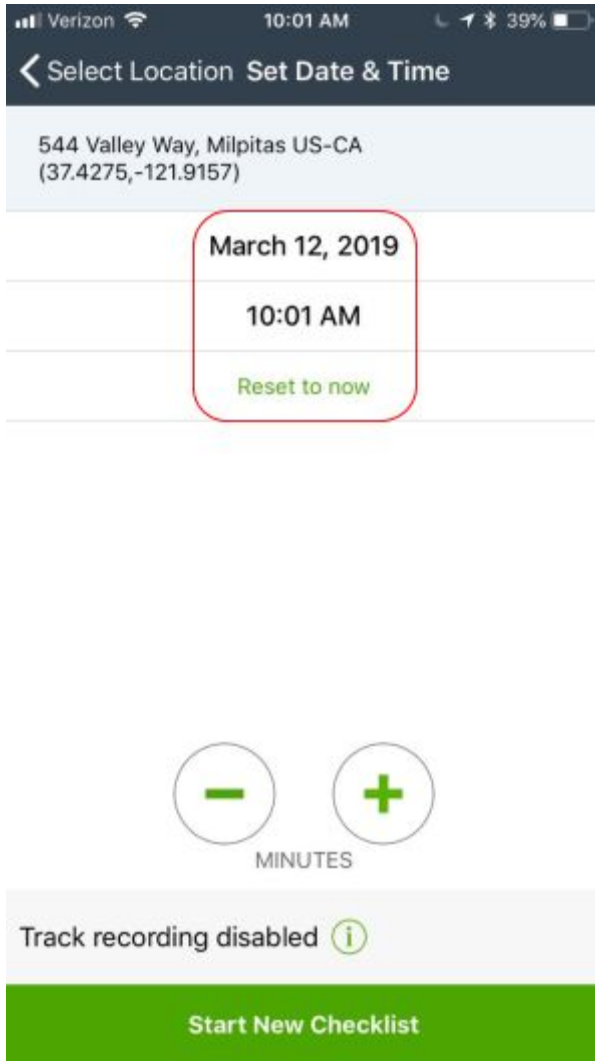 Verizon 10:01 AM 39%
Select Location Set Date & Time
544 Valley Way, Milpitas US-CA
(37.4275,-121.9157)
March 12, 2019
10:01 AM
Reset to now
MINUTES
Track recording disabled
Start New Checklist